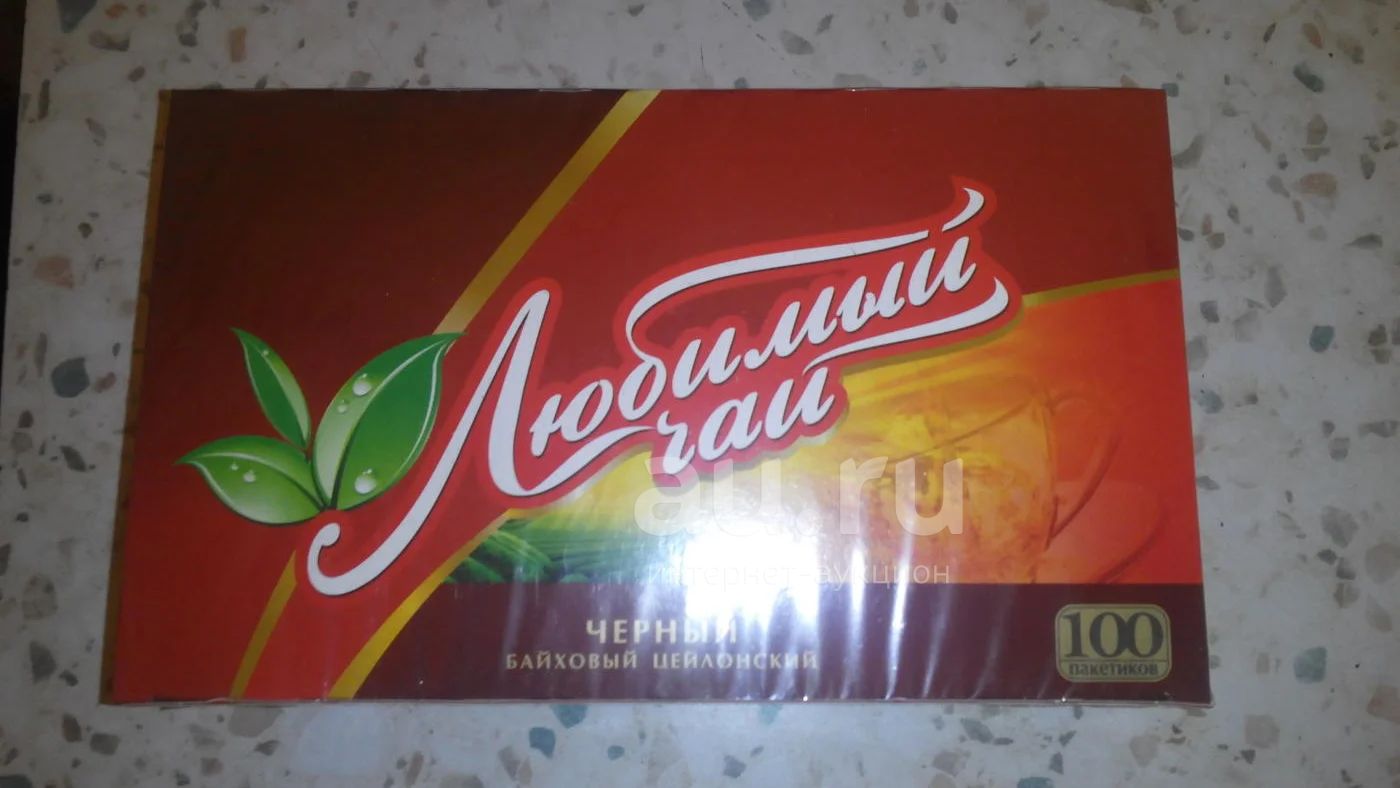 Любимый
чай
au.ru
интернет-аукцион
ЧЕРНЫЙ
БАЙХОВЫЙ ЦЕЙЛОНСКИЙ
100
пакетиков